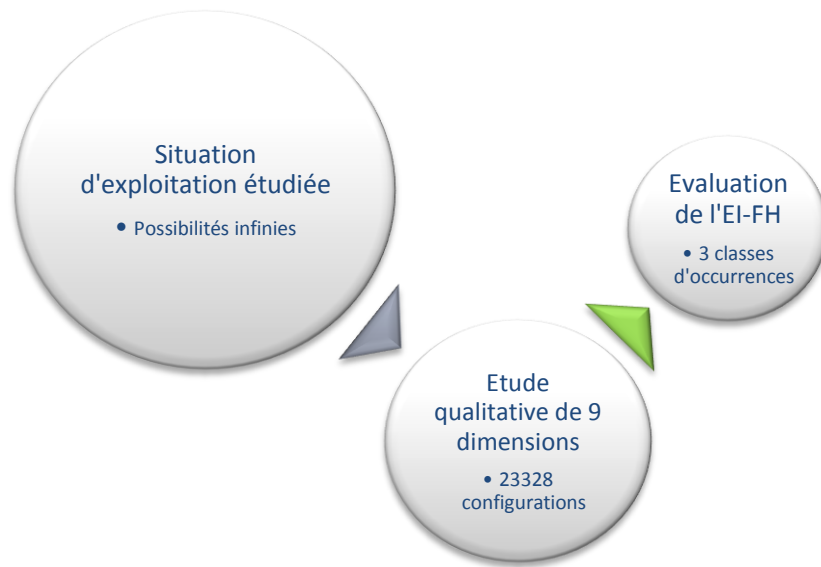 Situation
d'exploitation étudiée
• Possibilités infinies
Etude
qualitative de 9
dimensions
• 23328
configurations
Evaluation
de l'EI-FH
• 3 classes
d'occurrences